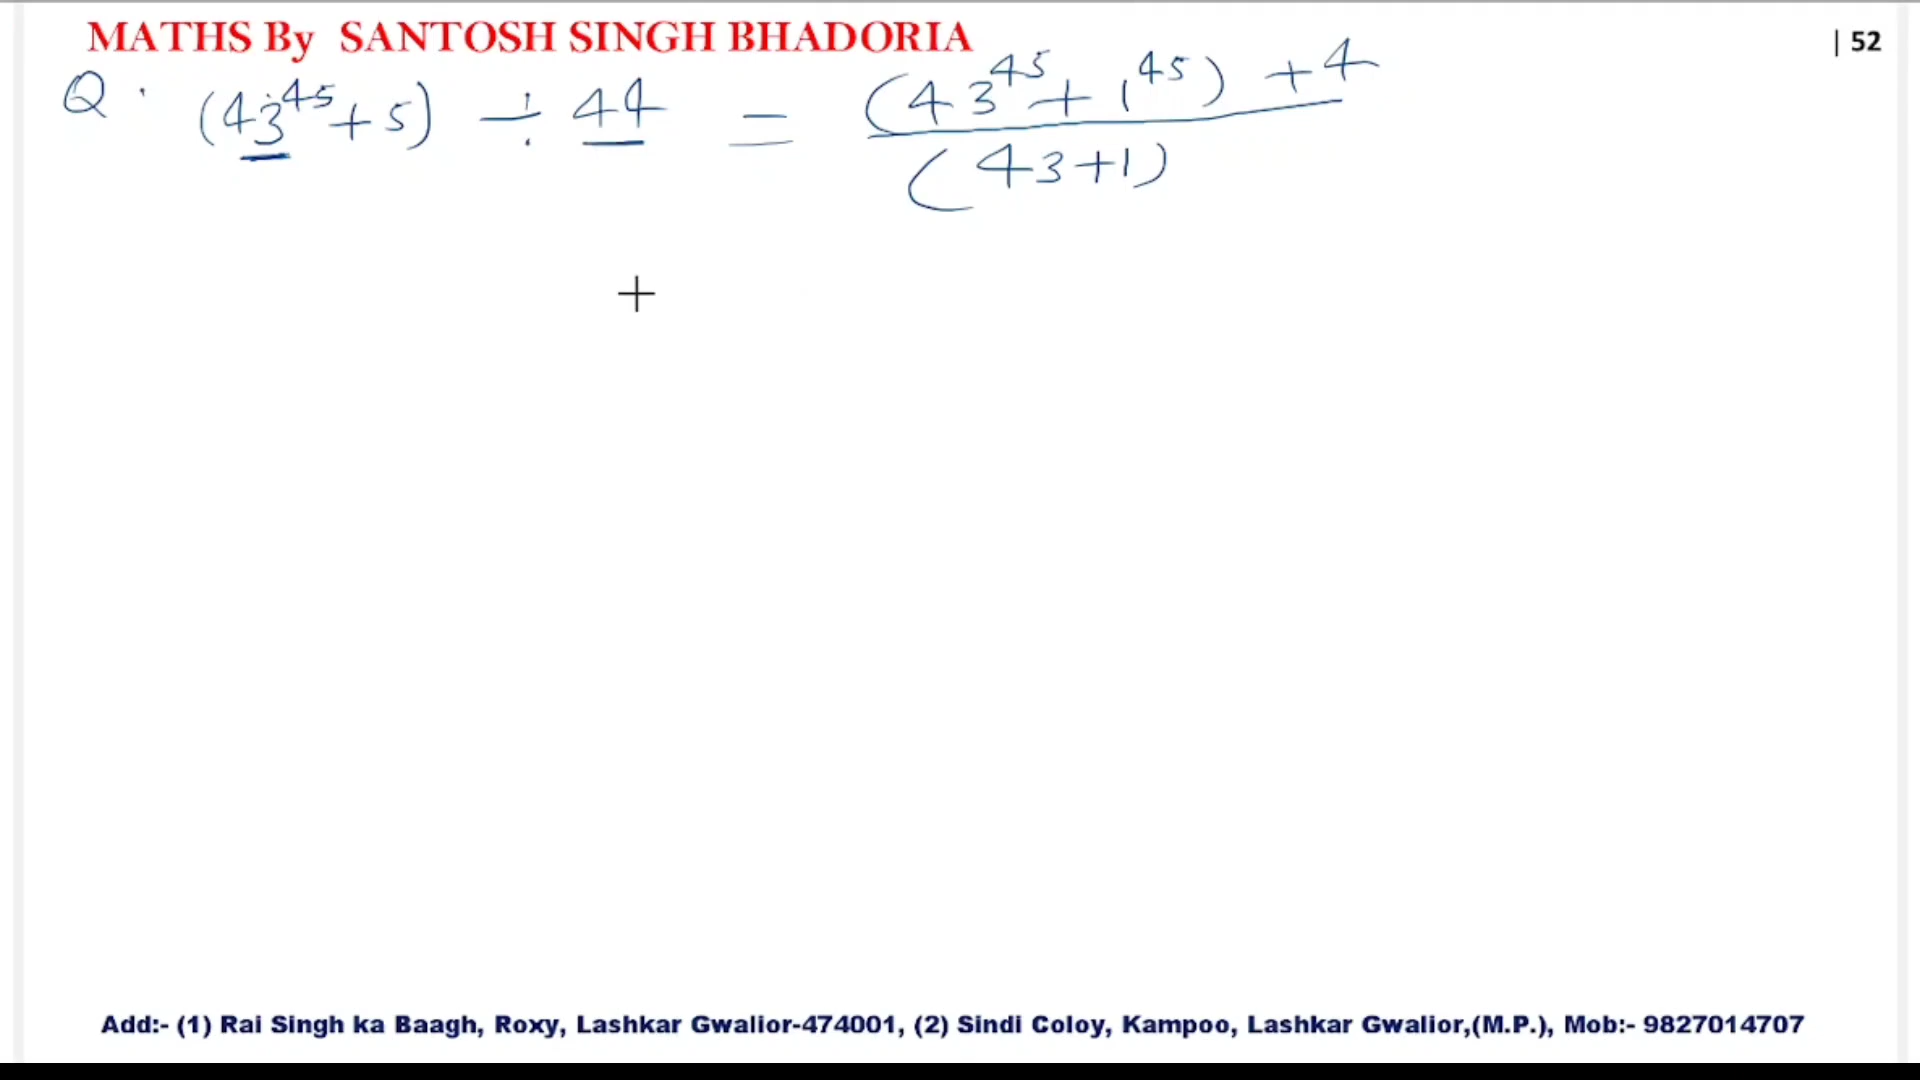 MATHS By SANTOSH SINGH BHADORIA
| 52
Q. (43⁴⁵+5) ÷ 44 = (43⁴⁵+1⁴⁵)+4
(43+1)
Add:- (1) Rai Singh ka Baagh, Roxy, Lashkar Gwalior-474001, (2) Sindi Coloy, Kampoo, Lashkar Gwalior,(M.P.), Mob:- 9827014707